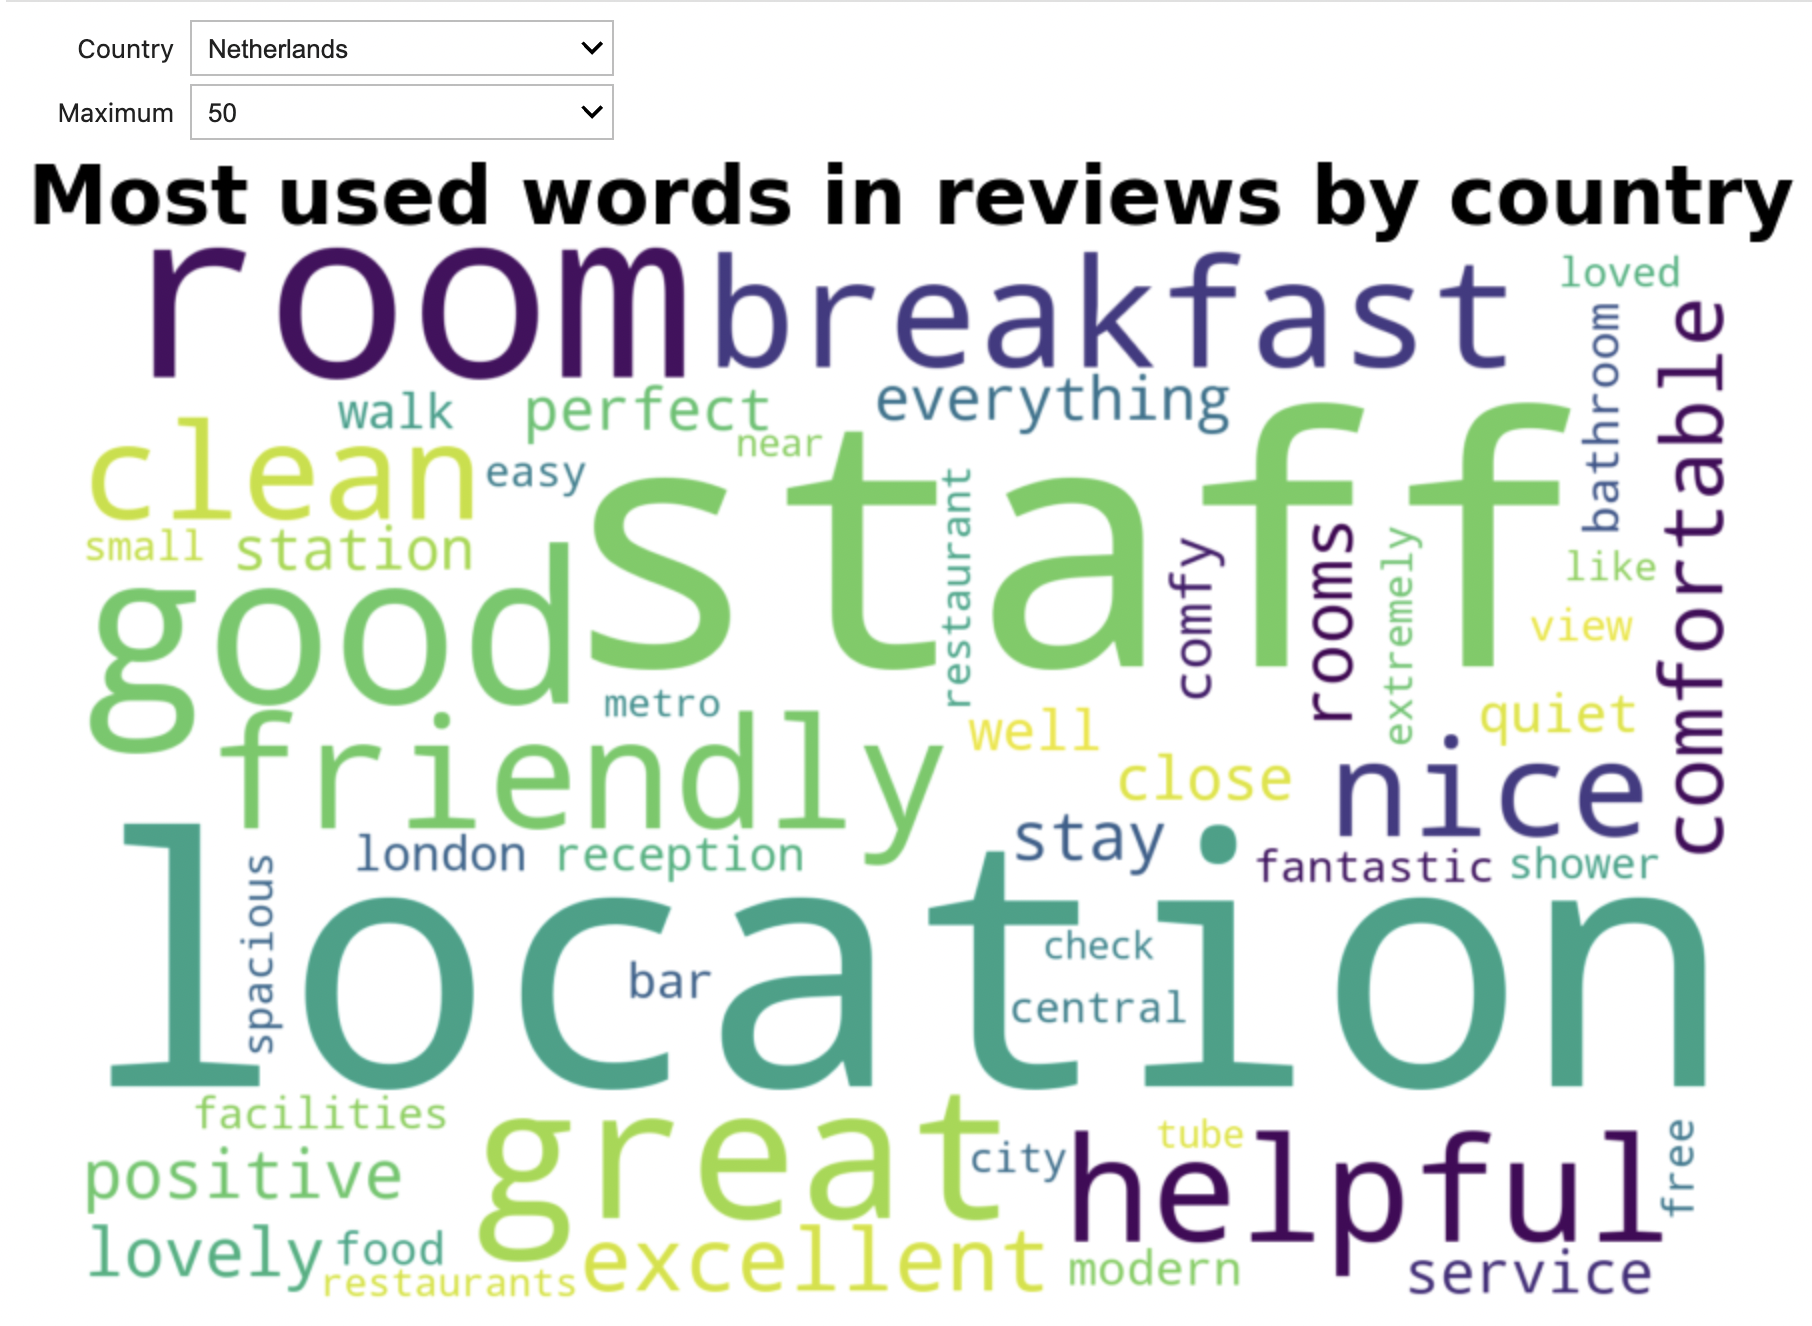 Country Netherlands
Maximum 50
Most used words in reviews by country
room
breakfast
loved
bathroom
comfortable
walk
perfect
everything
near
clean
easy
staff
restaurant
small
station
good
comfy
rooms
extremely
like
view
metro
friendly
well
quiet
close
nice
london
reception
stay
fantastic
shower
location
spacious
bar
check
central
facilities
great
positive
city
tube
helpful
free
lovely
food
restaurants
excellent
modern
service